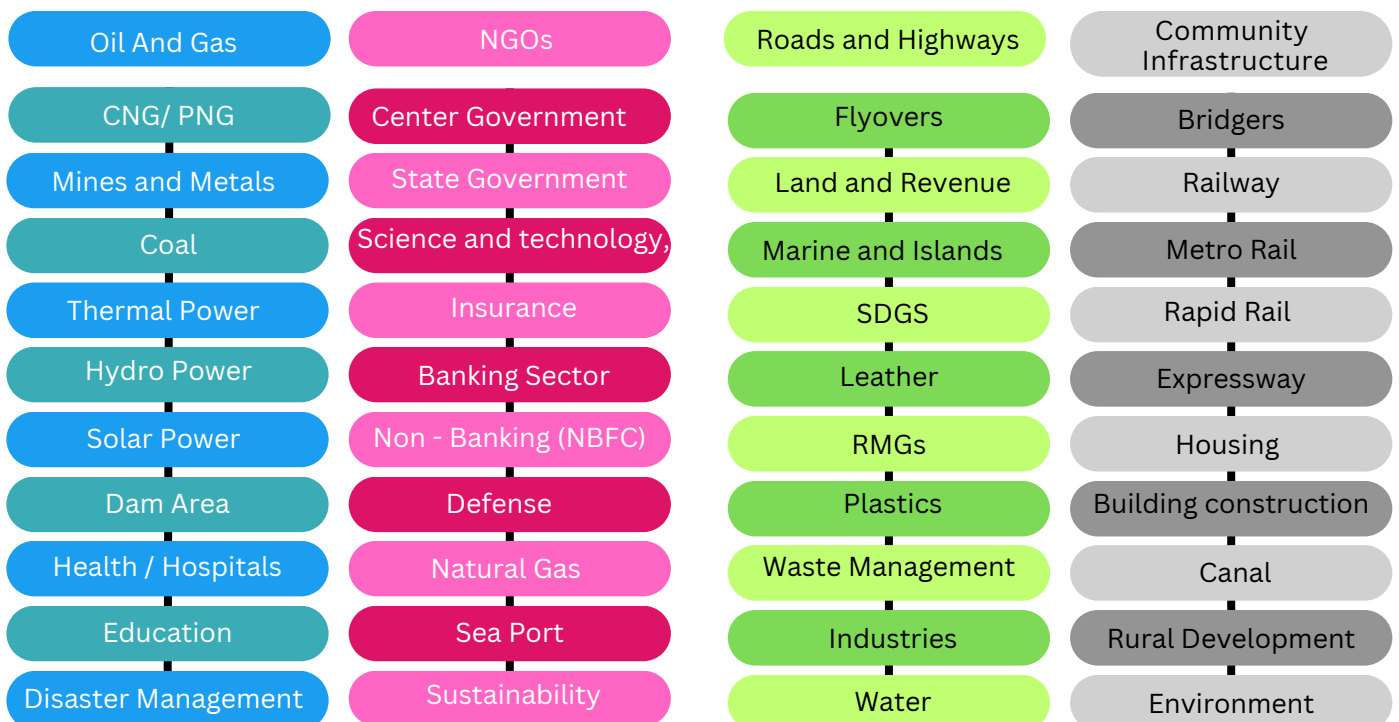 Oil And Gas
CNG/ PNG
Mines and Metals
Coal
Thermal Power
Hydro Power
Solar Power
Dam Area
Health / Hospitals
Education
Disaster Management
NGOs
Center Government
State Government
Science and technology,
Insurance
Banking Sector
Non - Banking (NBFC)
Defense
Natural Gas
Sea Port
Sustainability
Roads and Highways
Flyovers
Land and Revenue
Marine and Islands
SDGS
Leather
RMGs
Plastics
Waste Management
Industries
Water
Community
Infrastructure
Bridgers
Railway
Metro Rail
Rapid Rail
Expressway
Housing
Building construction
Canal
Rural Development
Environment